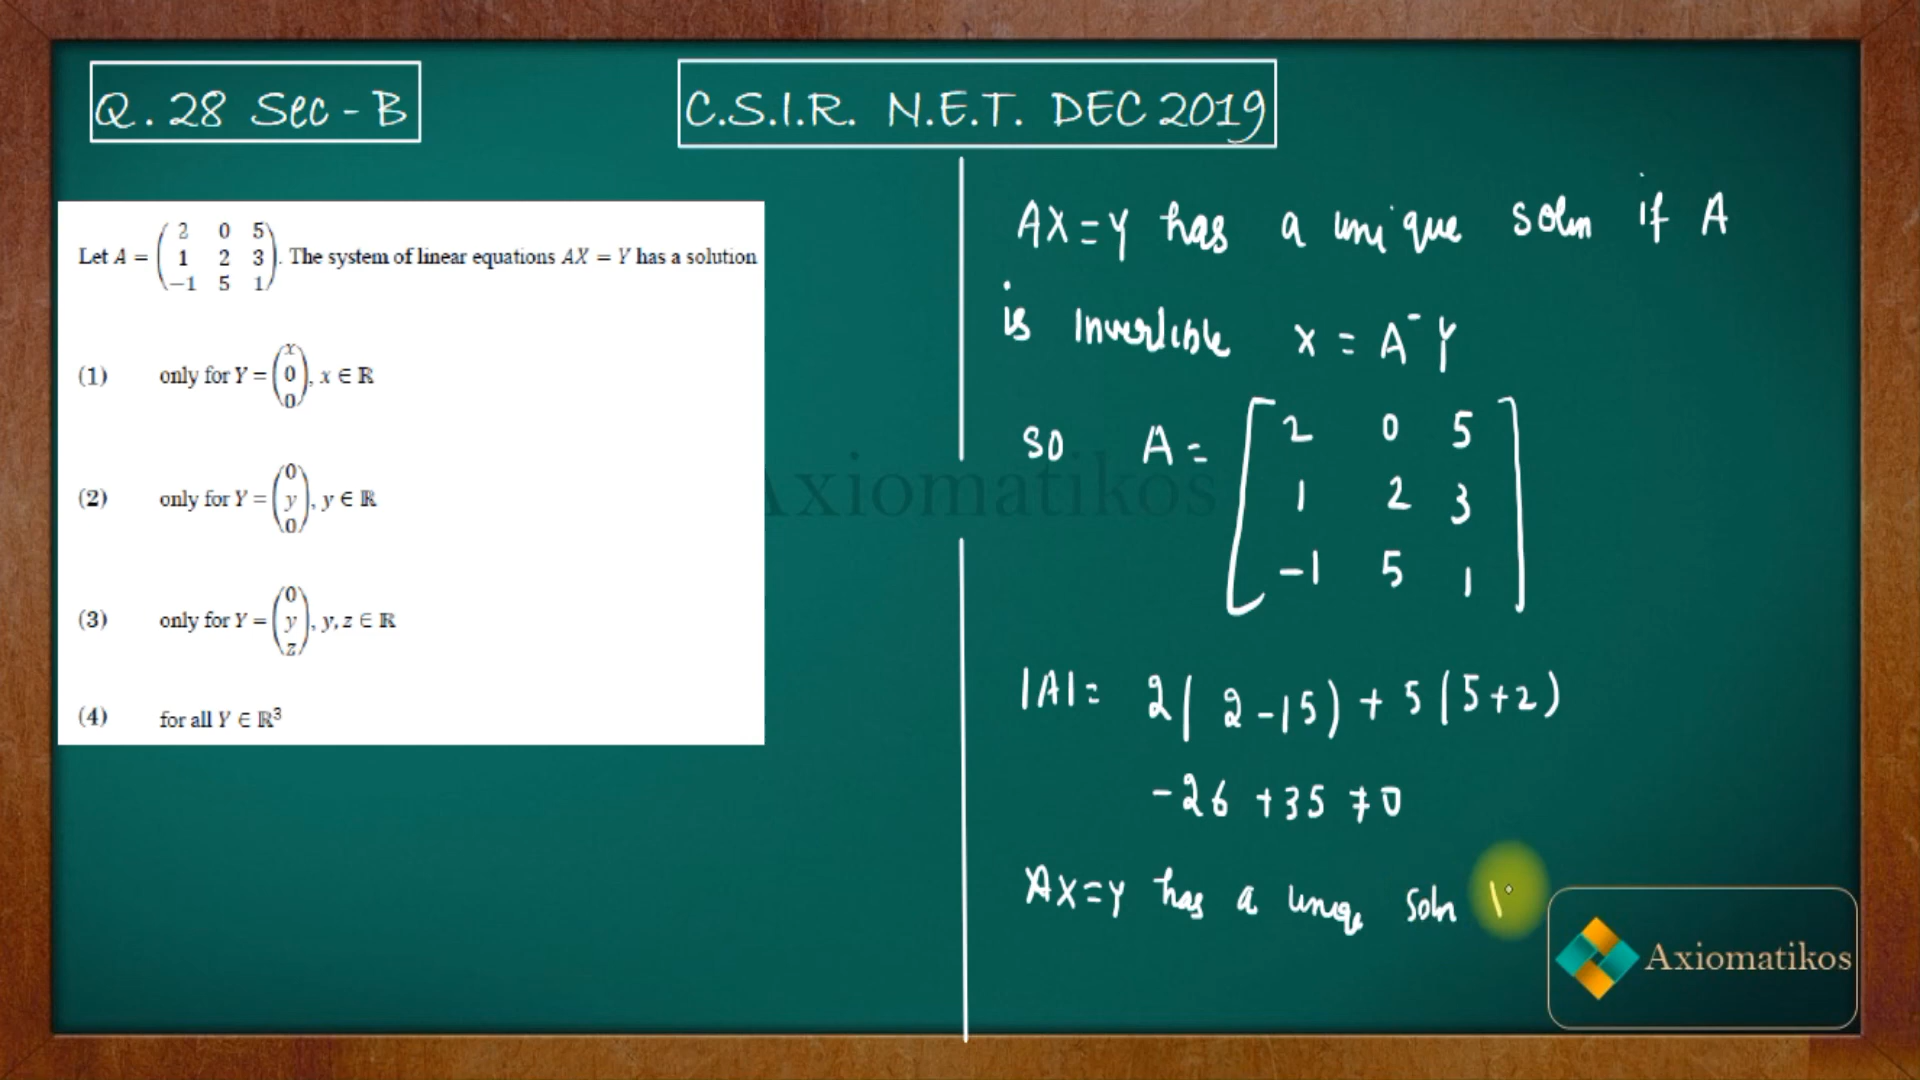 Q. 28 Sec - B
C.S.I.R. N.E.T. DEC 2019
Let A = (2 0 5
1 2 3
-1 5 1). The system of linear equations AX = Y has a solution
(1) only for Y = (x
0
0), x ∈ ℝ
(2) only for Y = (0
y
0), y ∈ ℝ
(3) only for Y = (0
y
z), y, z ∈ ℝ
(4) for all Y ∈ ℝ³
AX=Y has a unique soln if A
is Invertible x = A⁻ Y
so A = [2 0 5
1 2 3
-1 5 1]
|A| = 2(2-15) + 5(5+2)
-26 +35 ≠0
AX=Y has a soln
Axiomatikos
Axiomatikos